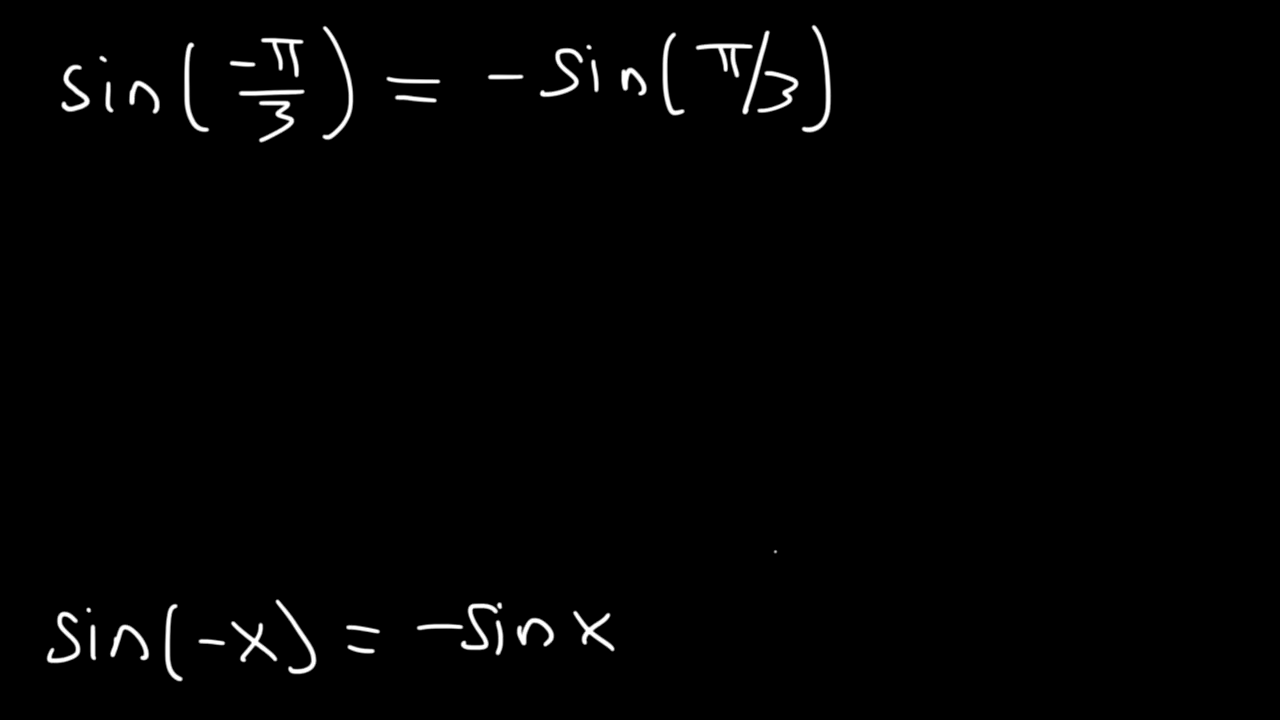 sin(-π/3) = -sin(π/3)
sin(-x) = -sin x